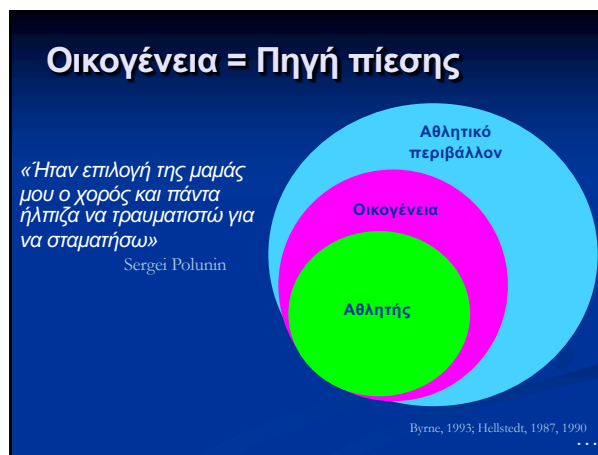 Οικογένεια = Πηγή πίεσης
«Ήταν επιλογή της μαμάς
μου ο χορός και πάντα
ήλπιζα να τραυματιστώ για
να σταματήσω»
Sergei Polunin
Αθλητικό
περιβάλλον
Οικογένεια
Αθλητής
Byrne, 1993; Hellstedt, 1987, 1990
...